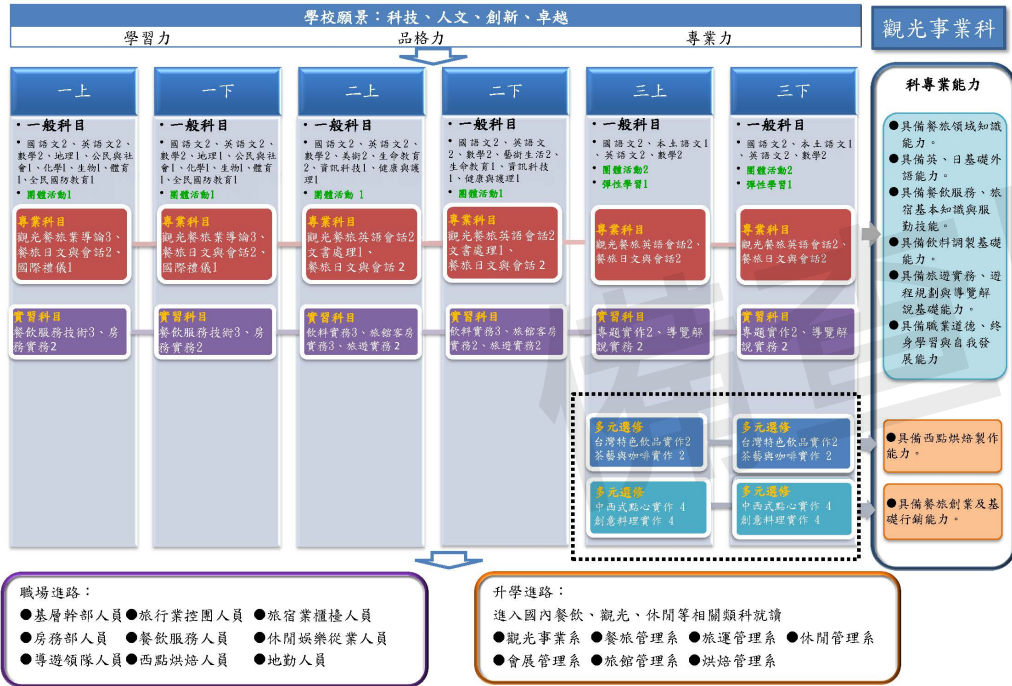 學校願景：科技、人文、創新、卓越
學習力
品格力
專業力
觀光事業科
一上
・一般科目
國語文2、英語文2、
數學2、地理1、公民與社
會1、化學1、生物1、體育
1、全民國防教育1
・團體活動1
專業科目
觀光餐旅業導論3、
餐旅日文與會話2、
國際禮儀1
實習科目
餐飲服務技術3、房
務實務2
一下
・一般科目
國語文2、英語文2、
數學2、地理1、公民與社
會1、化學1、生物1、體育
1、全民國防教育1
・團體活動1
專業科目
觀光餐旅業導論3、
餐旅日文與會話2、
國際禮儀1
實習科目
餐飲服務技術3、房
務實務2
二上
・一般科目
國語文2、英語文2、
數學2、美術2、生命教育
2、資訊科技1、健康與護
理1
・團體活動 1
專業科目
觀光餐旅英語會話2
文書處理1、
餐旅日文與會話 2
實習科目
飲料實務3、旅館客房
實務3、旅遊實務2
二下
・一般科目
國語文2、英語文
2、數學2、藝術生活2、
生命教育1、資訊科技
1、健康與護理1
・團體活動1
專業科目
觀光餐旅英語會話2
文書處理1、
餐旅日文與會話 2
實習科目
飲料實務3、旅館客房
實務2、旅遊實務2
三上
・一般科目
國語文2、本土語文1
、英語文2、數學2
・團體活動2
・彈性學習1
專業科目
觀光餐旅英語會話2、
餐旅日文與會話2
實習科目
專題實作2、導覽解
說實務2
多元選修
台灣特色飲品實作2
茶藝與咖啡實作 2
多元選修
中西式點心實作 4
創意料理實作 4
三下
・一般科目
國語文2、本土語文1
、英語文2、數學2
・團體活動2
・彈性學習1
專業科目
觀光餐旅英語會話2、
餐旅日文與會話2
實習科目
專題實作2、導覽解
說實務2
多元選修
台灣特色飲品實作2
茶藝與咖啡實作 2
多元選修
中西式點心實作 4
創意料理實作 4
科專業能力
●具備餐旅領域知識
能力。
●具備英、日基礎外
語能力。
●具備餐飲服務、旅
宿基本知識與服
勤技能。
●具備飲料調製基礎
能力。
●具備旅遊實務、遊
程規劃與導覽解
說基礎能力。
●具備職業道德、終
身學習與自我發
展能力
●具備西點烘焙製作
能力。
●具備餐旅創業及基
礎行銷能力。
備查
職場進路：
●基層幹部人員●旅行業控團人員 ●旅宿業櫃檯人員
●房務部人員 ●餐飲服務人員 ●休閒娛樂從業人員
●導遊領隊人員●西點烘焙人員 ●地勤人員
升學進路：
進入國內餐飲、觀光、休閒等相關類科就讀
●觀光事業系 ●餐旅管理系 ●旅運管理系 ●休閒管理系
●會展管理系 ●旅館管理系 ●烘焙管理系